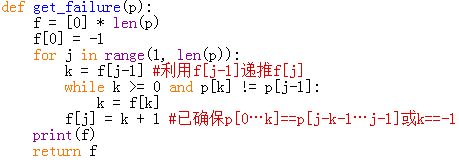 def get_failure(p):
    f = [0] * len(p)
    f[0] = -1
    for j in range(1, len(p)):
        k = f[j-1] #利用f[j-1]递推f[j]
        while k >= 0 and p[k] != p[j-1]:
            k = f[k]
        f[j] = k + 1 #已确保p[0…k]==p[j-k-1…j-1]或k==-1
    print(f)
    return f